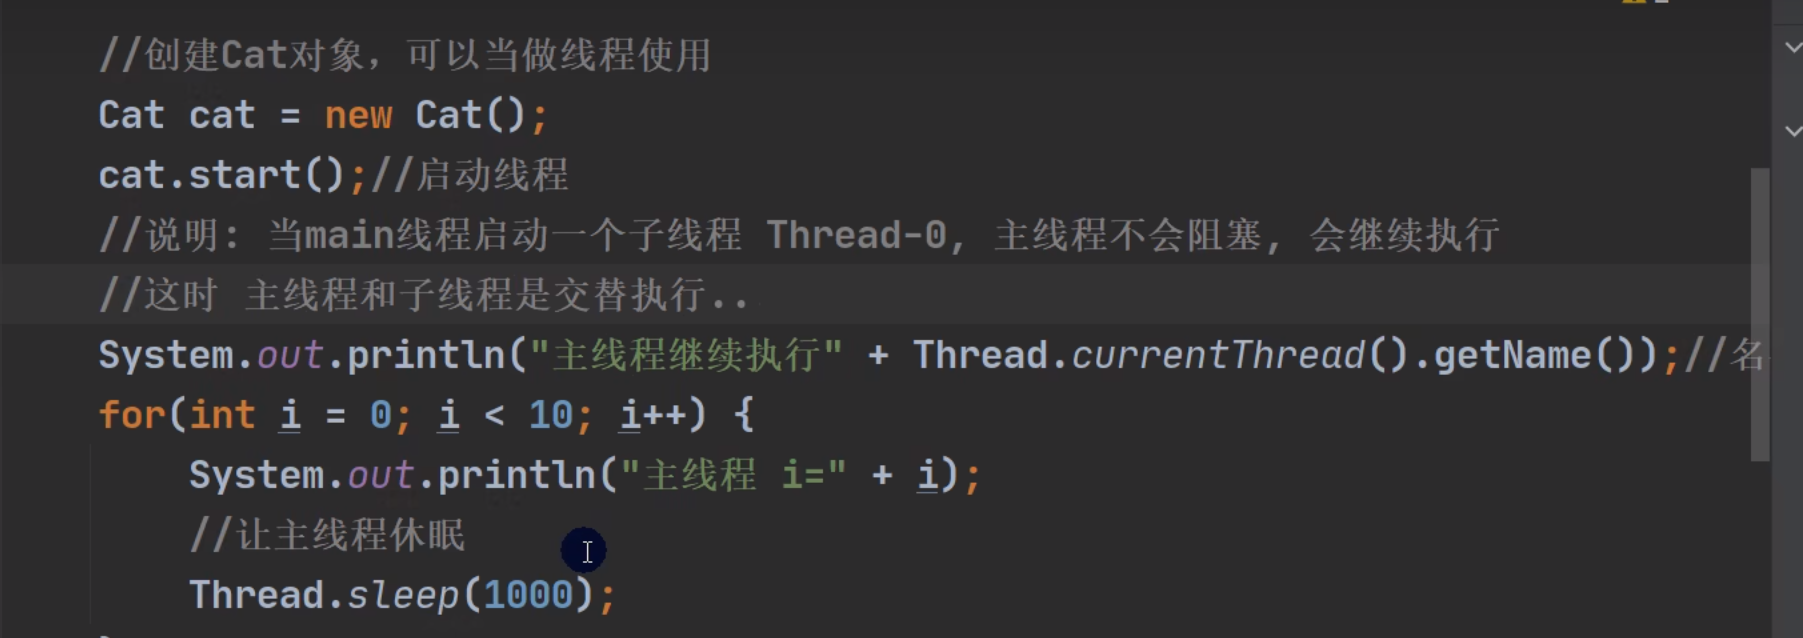 //创建Cat对象，可以当做线程使用
Cat cat = new Cat();
cat.start();//启动线程
//说明: 当main线程启动一个子线程 Thread-0, 主线程不会阻塞, 会继续执行
//这时 主线程和子线程是交替执行..
System.out.println("主线程继续执行" + Thread.currentThread().getName());//名
for(int i = 0; i < 10; i++) {
System.out.println("主线程 i=" + i);
//让主线程休眠
Thread.sleep(1000);